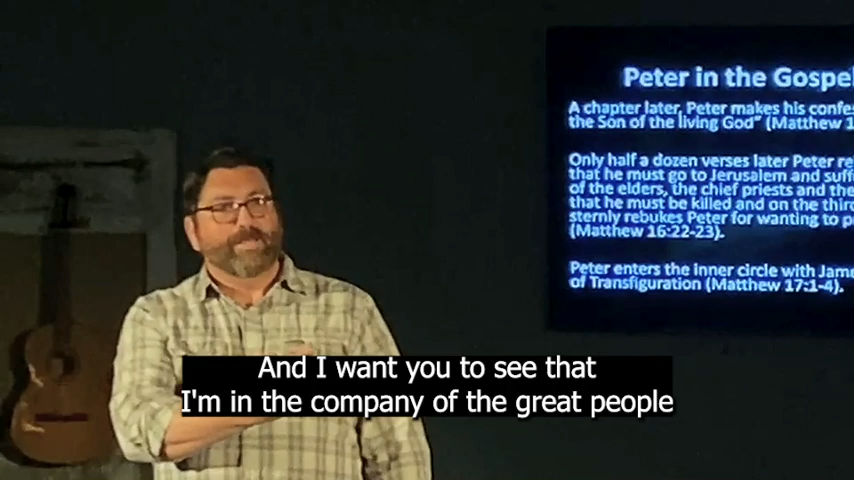 Peter in the Gospel
A chapter later, Peter makes his confes
the Son of the living God" (Matthew 1
Only half a dozen verses later Peter re
that he must go to Jerusalem and suff
of the elders, the chief priests and the
that he must be killed and on the third
sternly rebukes Peter for wanting to p
(Matthew 16:22-23).
Peter enters the inner circle with Jame
of Transfiguration (Matthew 17:1-4).
And I want you to see that
I'm in the company of the great people